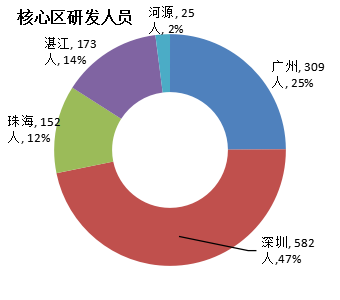 核心区研发人员
河源, 25
人, 2%
湛江, 173
人, 14%
广州, 309
人, 25%
珠海, 152
人, 12%
深圳, 582
人,47%